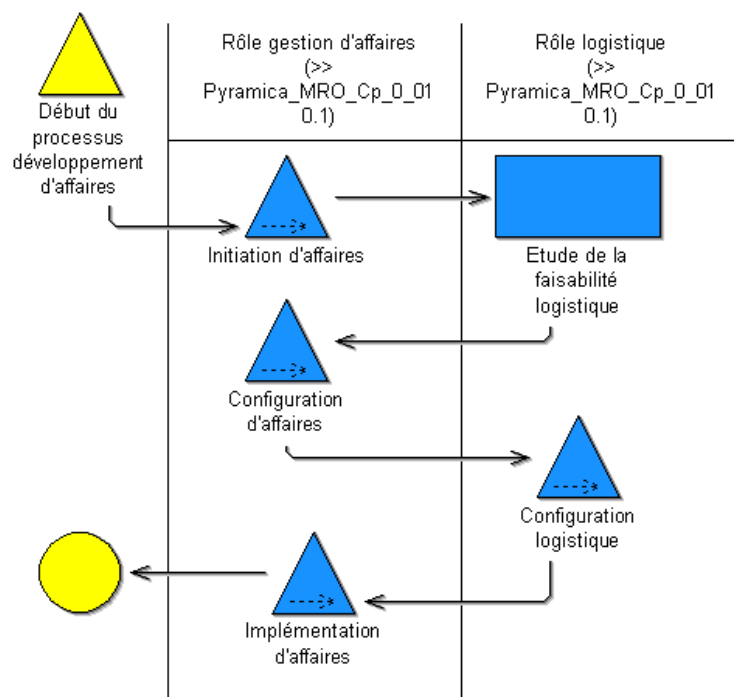 Rôle gestion d'affaires
(>>
Pyramica_MRO_Cp_0_01
0.1)
Rôle logistique
(>>
Pyramica_MRO_Cp_0_01
0.1)
Début du
processus
développement
d'affaires
Initiation d'affaires
Etude de la
faisabilité
logistique
Configuration
d'affaires
Configuration
logistique
Implémentation
d'affaires